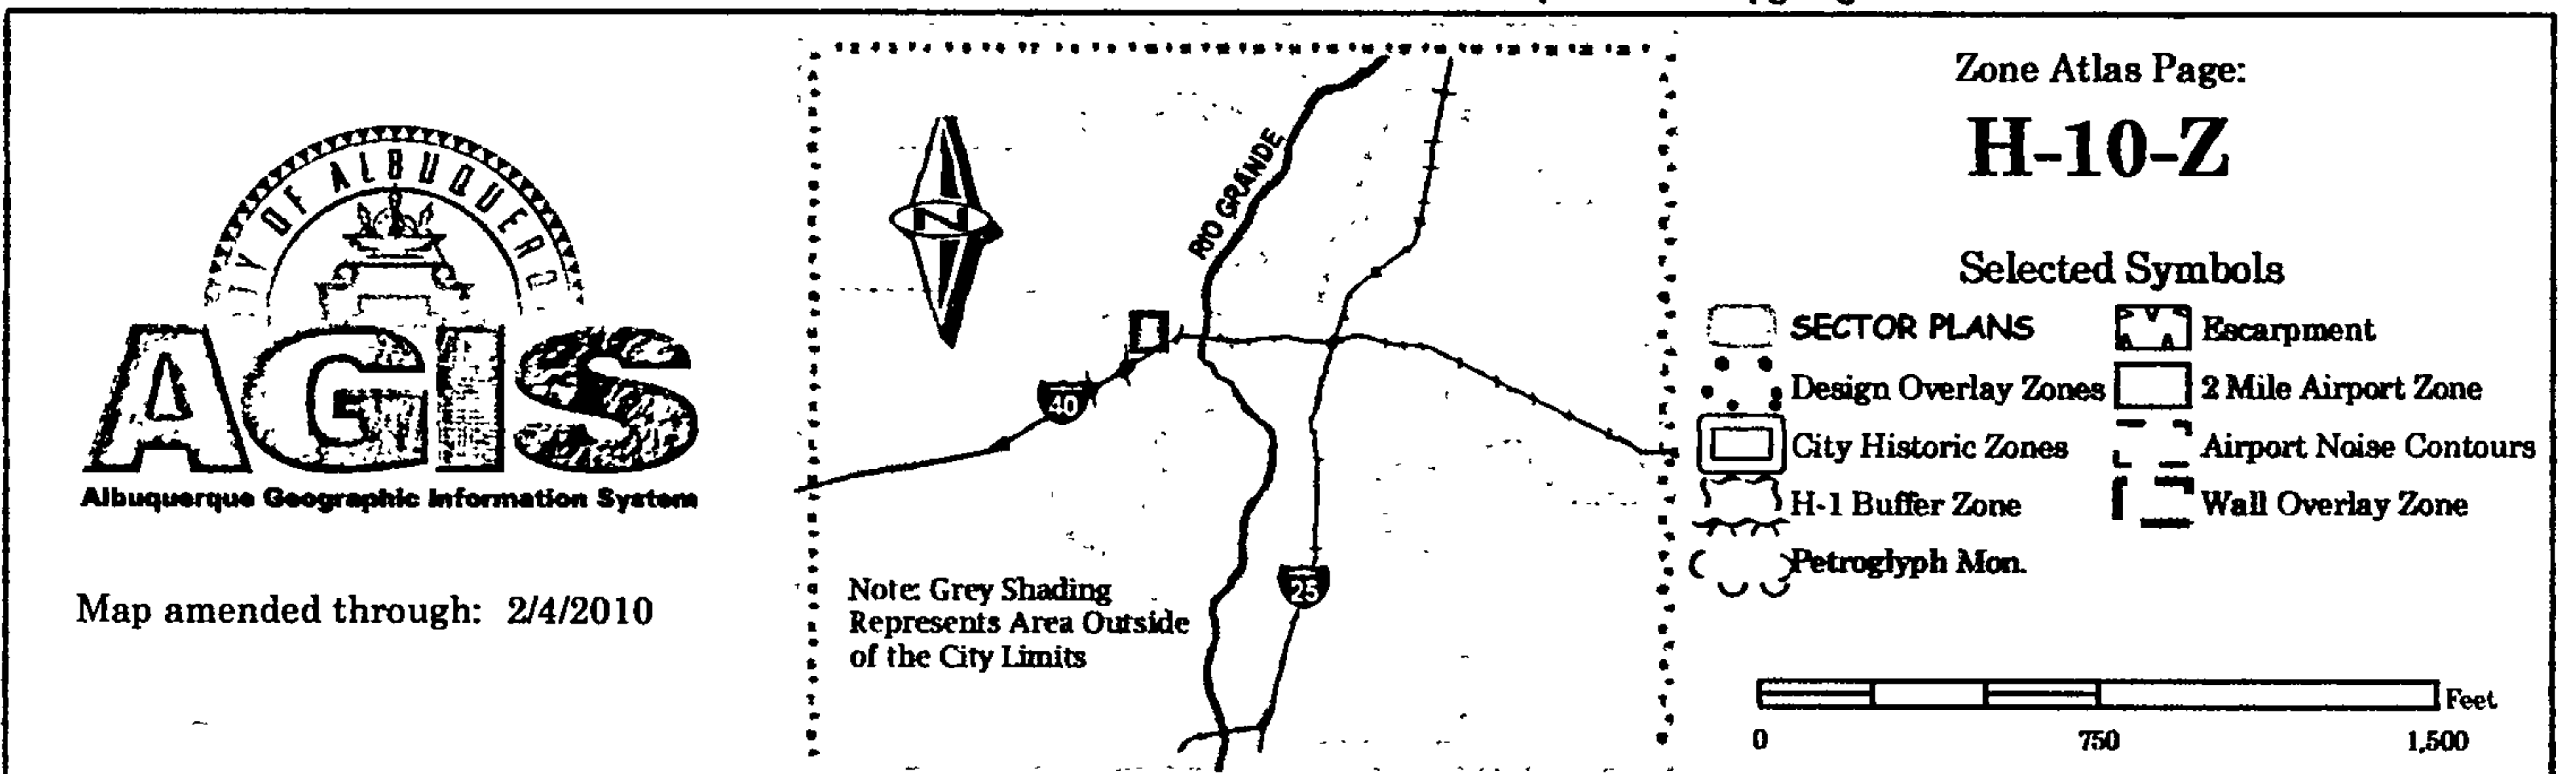 CITY OF ALBUQUERQUE
AGIS
Albuquerque Geographic Information System
Map amended through: 2/4/2010
N
RIO GRANDE
40
25
Note: Grey Shading
Represents Area Outside
of the City Limits
Zone Atlas Page:
H-10-Z
Selected Symbols
SECTOR PLANS
Escarpment
Design Overlay Zones
2 Mile Airport Zone
City Historic Zones
Airport Noise Contours
H-1 Buffer Zone
Wall Overlay Zone
Petroglyph Mon.
Feet
0 750 1,500